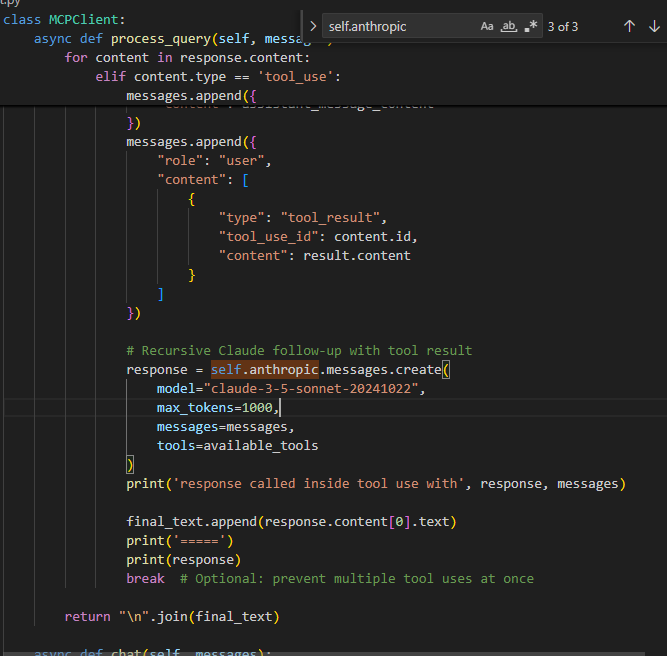 t.py
class MCPClient:
self.anthropic
Aa ab .* 3 of 3
async def process_query(self, messages
for content in response.content:
elif content.type == 'tool_use':
messages.append({
"content": assistant_message_content
})
messages.append({
"role": "user",
"content": [
{
"type": "tool_result",
"tool_use_id": content.id,
"content": result.content
}
]
})
# Recursive Claude follow-up with tool result
response = self.anthropic.messages.create(
model="claude-3-5-sonnet-20241022",
max_tokens=1000,
messages=messages,
tools=available_tools
)
print('response called inside tool use with', response, messages)
final_text.append(response.content[0].text)
print('=====')
print(response)
break  # Optional: prevent multiple tool uses at once
return "\n".join(final_text)
async def chat(self, messages):